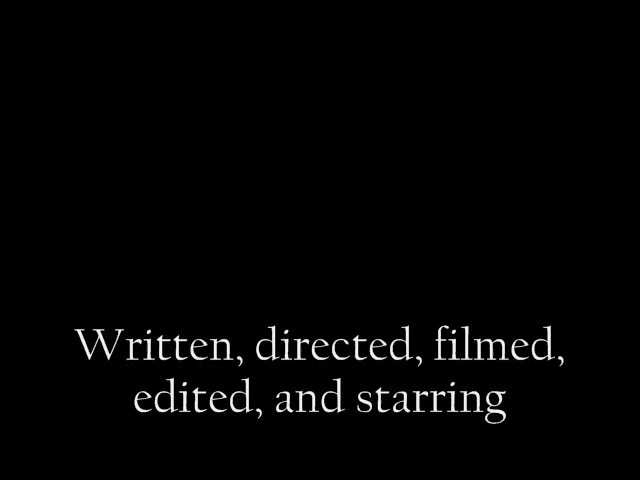 Written, directed, filmed,
edited, and starring